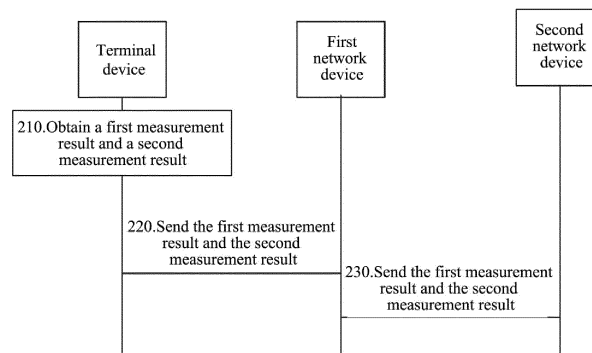 Terminal
device
First
network
device
Second
network
device
210.Obtain a first measurement
result and a second
measurement result
220.Send the first measurement
result and the second
measurement result
230.Send the first measurement
result and the second
measurement result